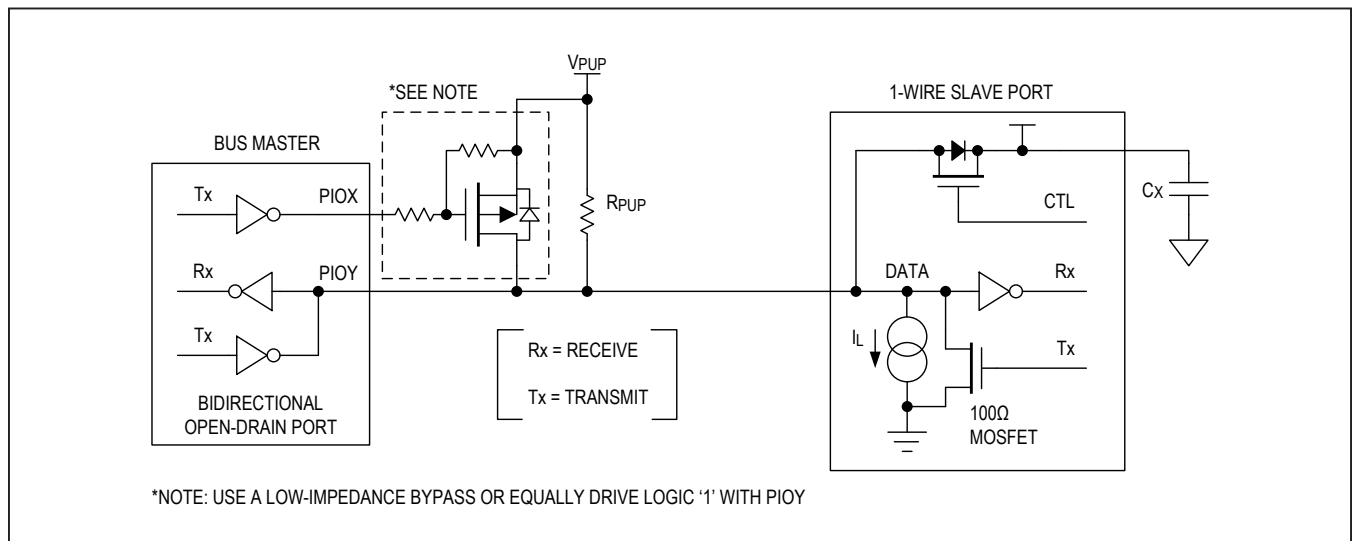 VPUP
*SEE NOTE
1-WIRE SLAVE PORT
BUS MASTER
Tx
PIOX
RPUP
CX
CTL
Rx
PIOY
DATA
Rx
Tx
IL
Tx
Rx = RECEIVE
Tx = TRANSMIT
BIDIRECTIONAL
OPEN-DRAIN PORT
100Ω
MOSFET
*NOTE: USE A LOW-IMPEDANCE BYPASS OR EQUALLY DRIVE LOGIC ‘1’ WITH PIOY